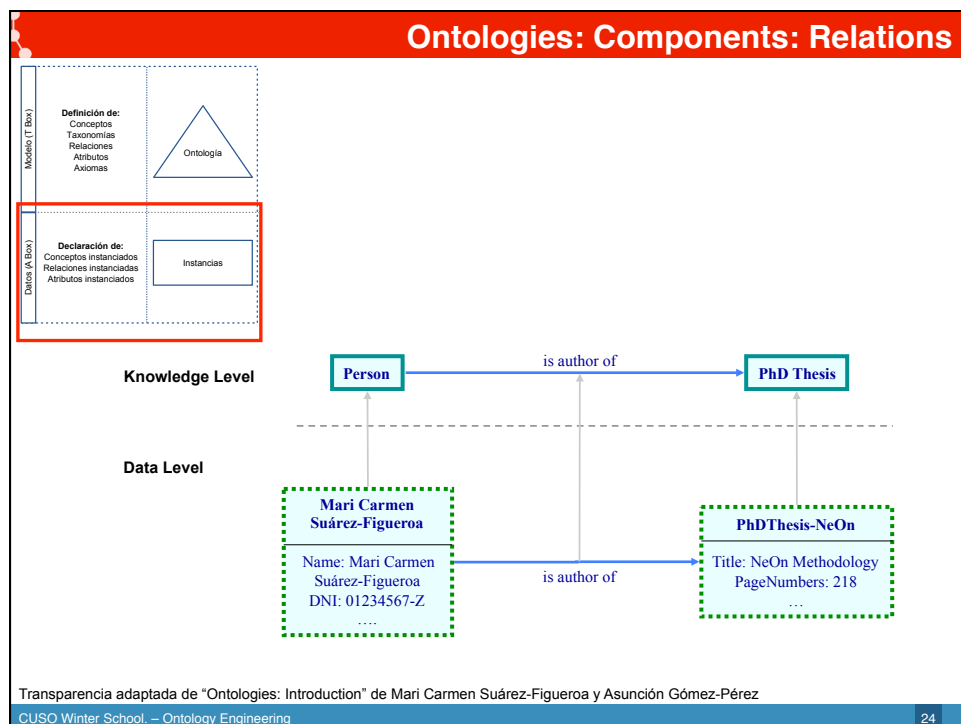 Ontologies: Components: Relations
Modelo (T Box)
Definición de:
Conceptos
Taxonomías
Relaciones
Atributos
Axiomas
Ontología
Datos (A Box)
Declaración de:
Conceptos instanciados
Relaciones instanciadas
Atributos instanciados
Instancias
Knowledge Level
Person
is author of
PhD Thesis
Data Level
Mari Carmen
Suárez-Figueroa
Name: Mari Carmen
Suárez-Figueroa
DNI: 01234567-Z
….
is author of
PhDThesis-NeOn
Title: NeOn Methodology
PageNumbers: 218
…
Transparencia adaptada de “Ontologies: Introduction” de Mari Carmen Suárez-Figueroa y Asunción Gómez-Pérez
CUSO Winter School. – Ontology Engineering
24